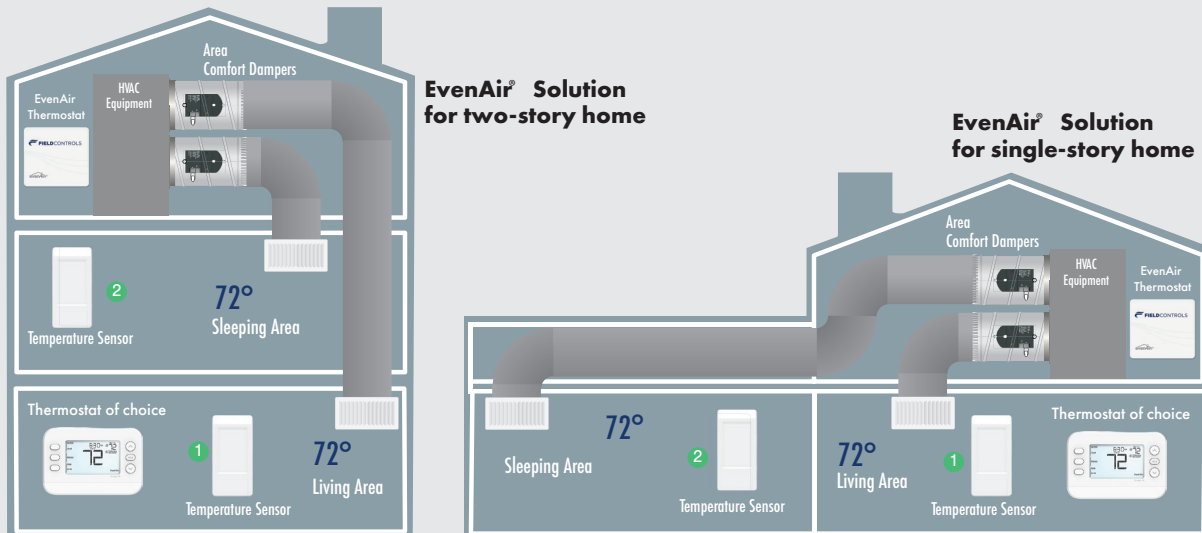 Area
Comfort Dampers
HVAC
Equipment
EvenAir
Thermostat
FIELDCONTROLS
EvenAir® Solution
for two-story home
2
72°
Sleeping Area
Temperature Sensor
Thermostat of choice
72
1
72°
Living Area
Temperature Sensor
EvenAir® Solution
for single-story home
Area
Comfort Dampers
HVAC
Equipment
EvenAir
Thermostat
FIELDCONTROLS
72°
Sleeping Area
2
Temperature Sensor
72°
Living Area
1
Temperature Sensor
Thermostat of choice
72